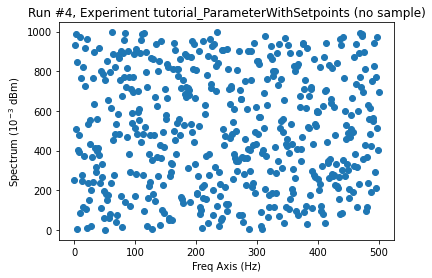 Run #4, Experiment tutorial_ParameterWithSetpoints (no sample)
1000
800
600
400
200
0
Spectrum (10⁻³ dBm)
0 100 200 300 400 500
Freq Axis (Hz)